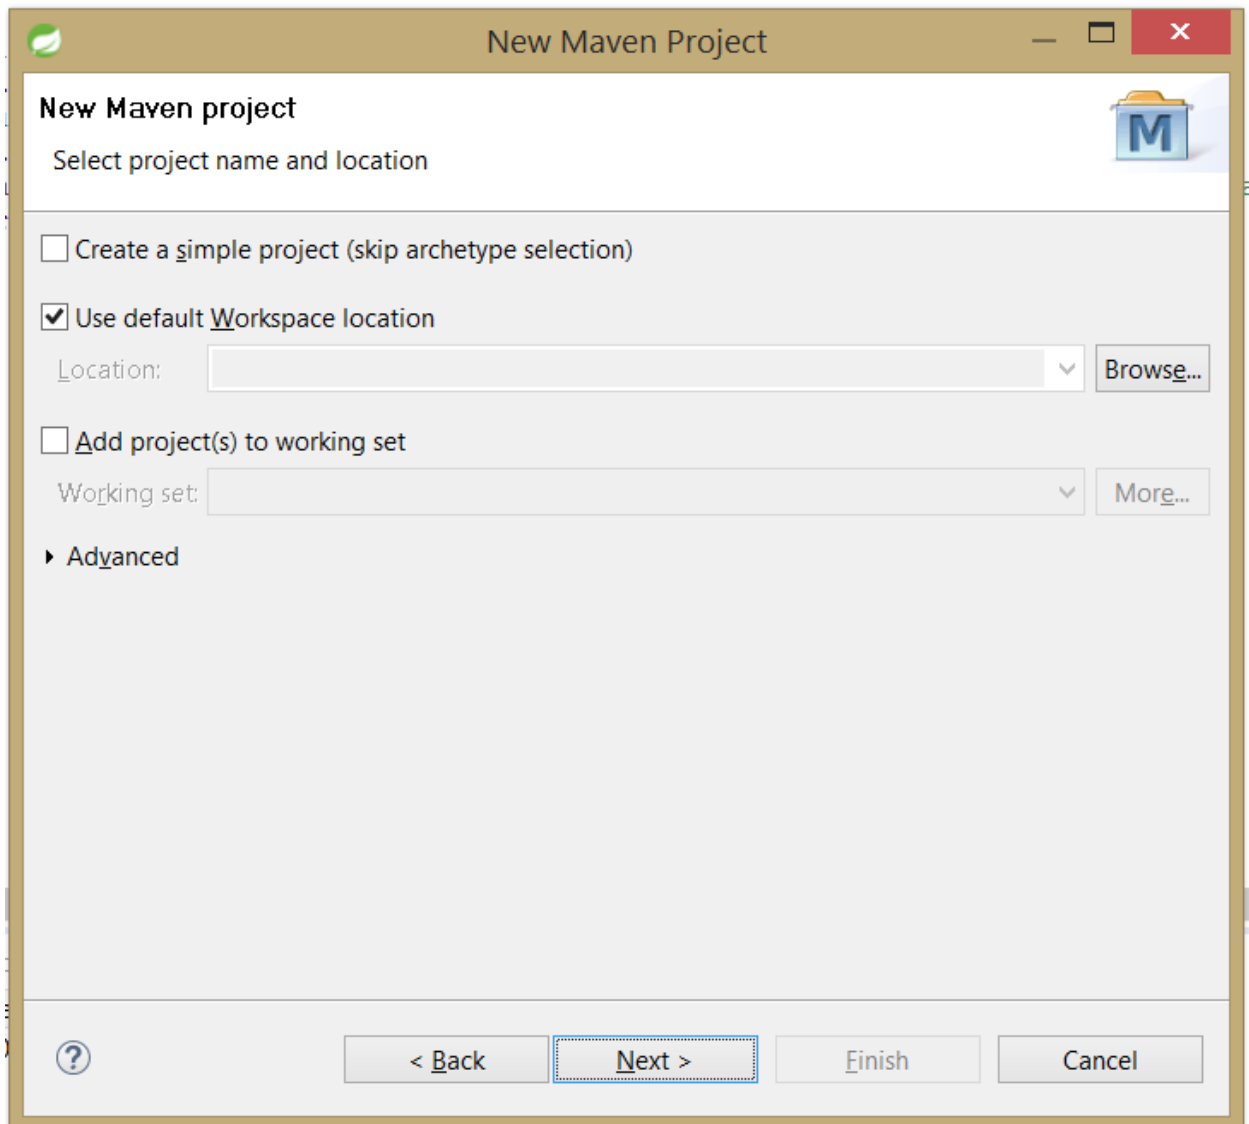 New Maven Project
New Maven project
M
Select project name and location
Create a simple project (skip archetype selection)
Use default Workspace location
Location:
Browse...
Add project(s) to working set
Working set:
More...
Advanced
?
< Back
Next >
Finish
Cancel